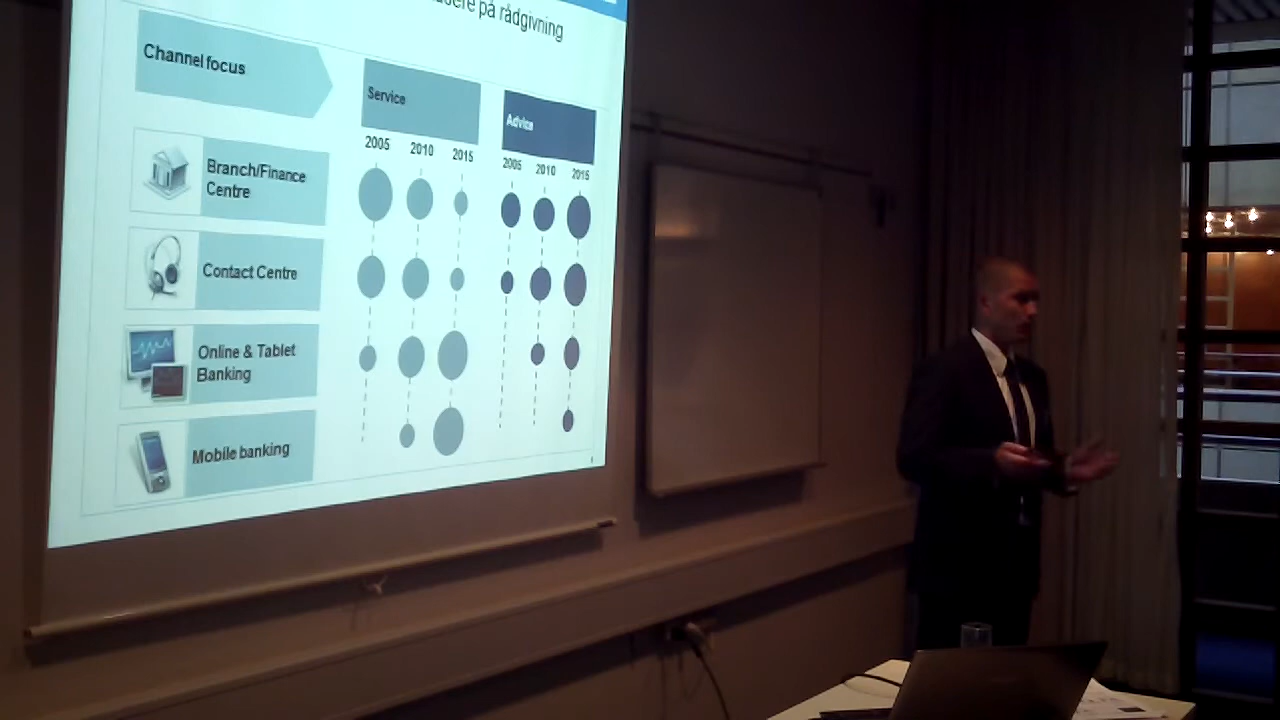 på rådgivning
Channel focus
Service
Advice
2005 2010 2015
2005 2010 2015
Branch/Finance
Centre
Contact Centre
Online & Tablet
Banking
Mobile banking